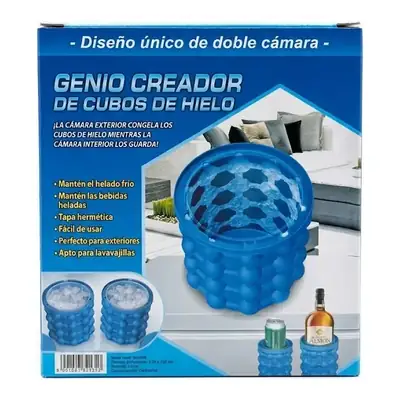 - Diseño único de doble cámara -
GENIO CREADOR
DE CUBOS DE HIELO
¡LA CÁMARA EXTERIOR CONGELA LOS
CUBOS DE HIELO MIENTRAS LA
CÁMARA INTERIOR LOS GUARDA!
• Mantén el helado frío
• Mantén las bebidas
heladas
• Tapa hermética
• Fácil de usar
• Perfecto para exteriores
• Apto para lavavajillas